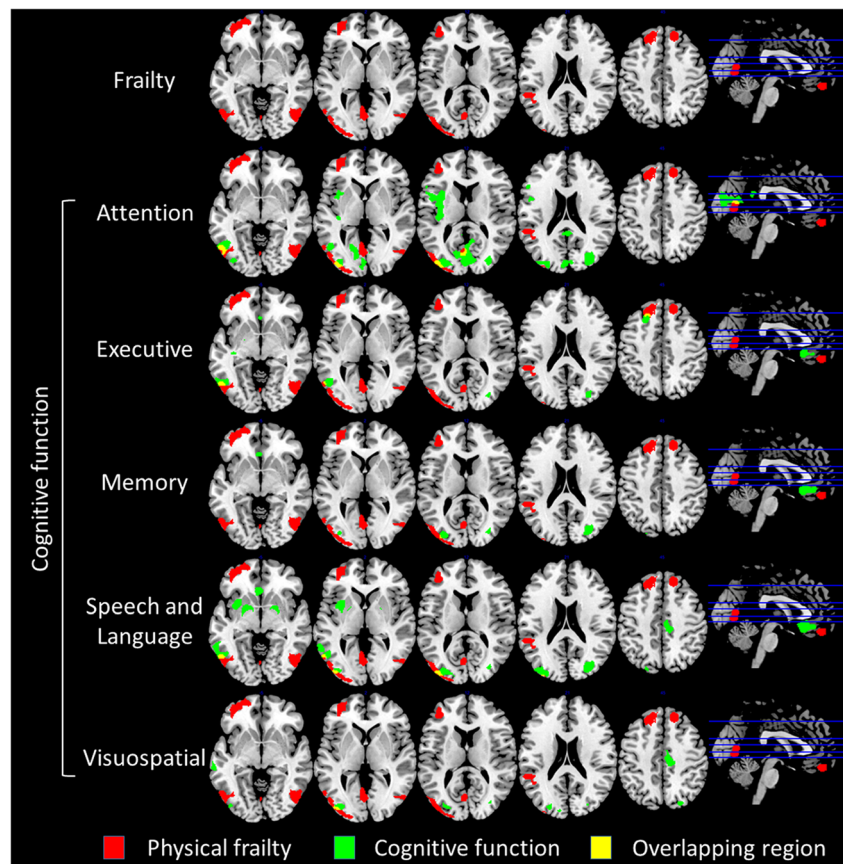 Frailty
Attention
Executive
Memory
Speech and
Language
Visuospatial
Cognitive function
Physical frailty
Cognitive function
Overlapping region